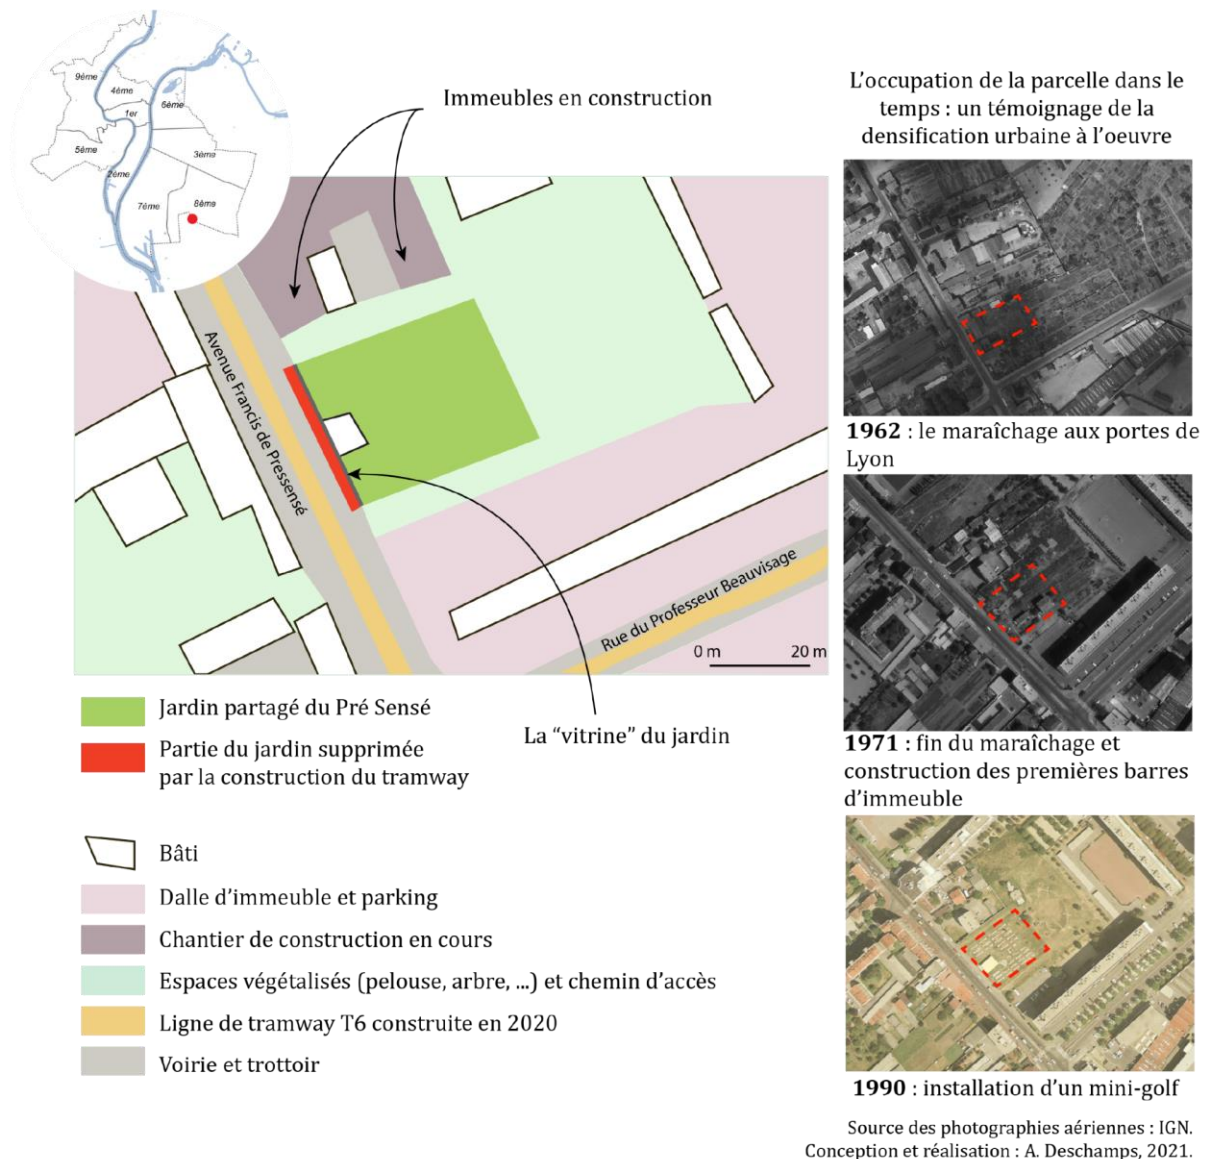 9ème
4ème
1er
6ème
5ème
3ème
2ème
7ème
8ème
Immeubles en construction
Avenue Francis de Pressensé
Rue du Professeur Beauvisage
0 m
20 m
La “vitrine” du jardin
Jardin partagé du Pré Sensé
Partie du jardin supprimée
par la construction du tramway
Bâti
Dalle d’immeuble et parking
Chantier de construction en cours
Espaces végétalisés (pelouse, arbre, ...) et chemin d’accès
Ligne de tramway T6 construite en 2020
Voirie et trottoir
L’occupation de la parcelle dans le
temps : un témoignage de la
densification urbaine à l’oeuvre
1962 : le maraîchage aux portes de
Lyon
1971 : fin du maraîchage et
construction des premières barres
d’immeuble
1990 : installation d’un mini-golf
Source des photographies aériennes : IGN.
Conception et réalisation : A. Deschamps, 2021.